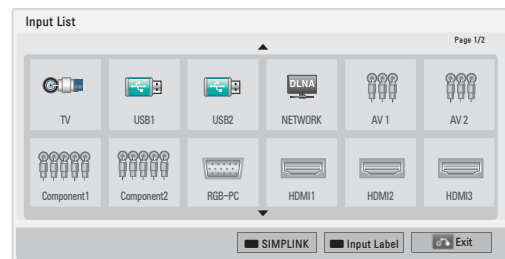 Input List
Page 1/2
DLNA
TV
USB1
USB2
NETWORK
AV 1
AV 2
Component1
Component2
RGB-PC
HDMI1
HDMI2
HDMI3
SIMPLINK
Input Label
Exit